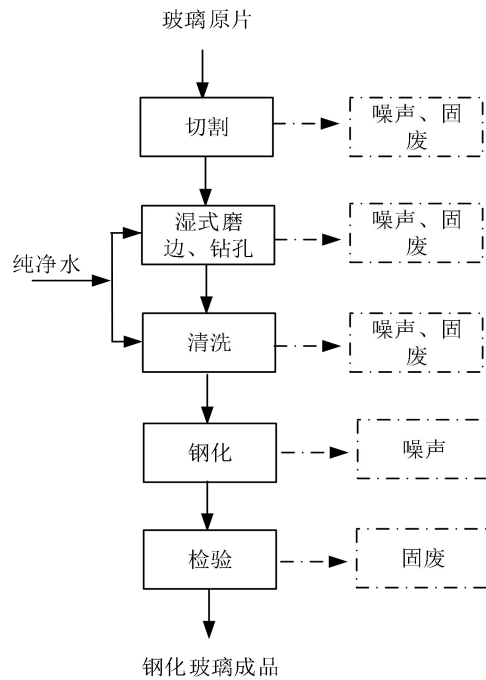 玻璃原片
切割
噪声、固
废
湿式磨
边、钻孔
噪声、固
废
纯净水
清洗
噪声、固
废
钢化
噪声
检验
固废
钢化玻璃成品